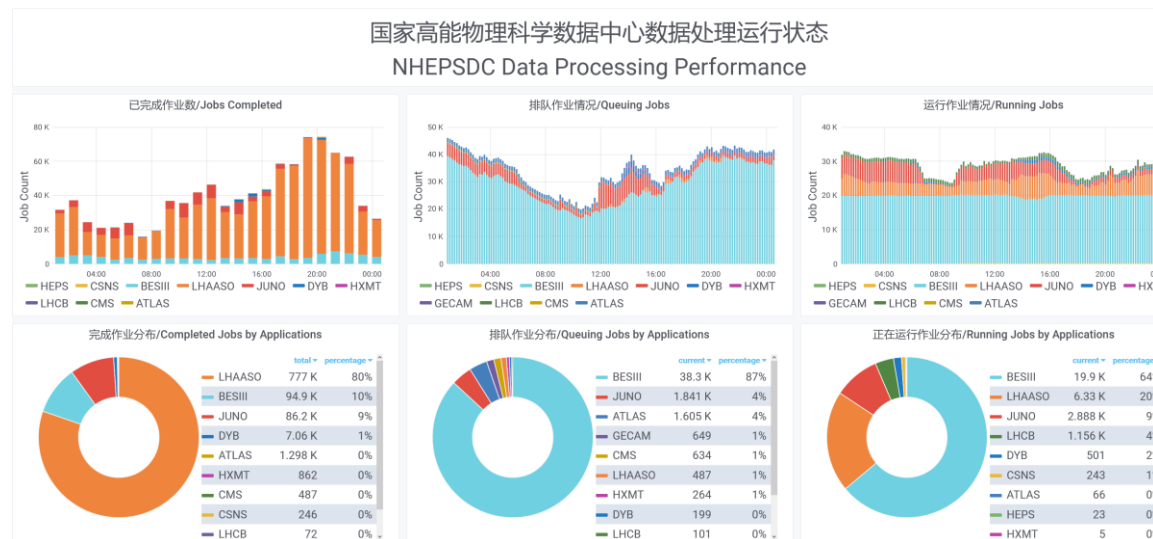 国家高能物理科学数据中心数据处理运行状态
NHEPSDC Data Processing Performance
已完成作业数/Jobs Completed
80 K
60 K
40 K
20 K
0
Job Count
04:00 08:00 12:00 16:00 20:00 00:00
HEPS CSNS BESIII LHAASO JUNO DYB HXMT
LHCB CMS ATLAS
排队作业情况/Queuing Jobs
50 K
40 K
30 K
20 K
10 K
0
Job Count
04:00 08:00 12:00 16:00 20:00 00:00
HEPS CSNS BESIII LHAASO JUNO DYB HXMT
GECAM LHCB CMS ATLAS
运行作业情况/Running Jobs
40 K
30 K
20 K
10 K
0
Job Count
04:00 08:00 12:00 16:00 20:00 00:00
HEPS CSNS BESIII LHAASO JUNO DYB HX
GECAM LHCB CMS ATLAS
完成作业分布/Completed Jobs by Applications
total percentage
LHAASO 777 K 80%
BESIII 94.9 K 10%
JUNO 86.2 K 9%
DYB 7.06 K 1%
ATLAS 1.298 K 0%
HXMT 862 0%
CMS 487 0%
CSNS 246 0%
LHCB 72 0%
排队作业分布/Queuing Jobs by Applications
current percentage
BESIII 38.3 K 87%
JUNO 1.841 K 4%
ATLAS 1.605 K 4%
GECAM 649 1%
CMS 634 1%
LHAASO 487 1%
HXMT 264 1%
DYB 199 0%
LHCB 101 0%
正在运行作业分布/Running Jobs by Applications
current percentage
BESIII 19.9 K 64
LHAASO 6.33 K 20
JUNO 2.888 K 9
LHCB 1.156 K 4
DYB 501 2
CSNS 243 1
ATLAS 66 0
HEPS 23 0
HXMT 5 0